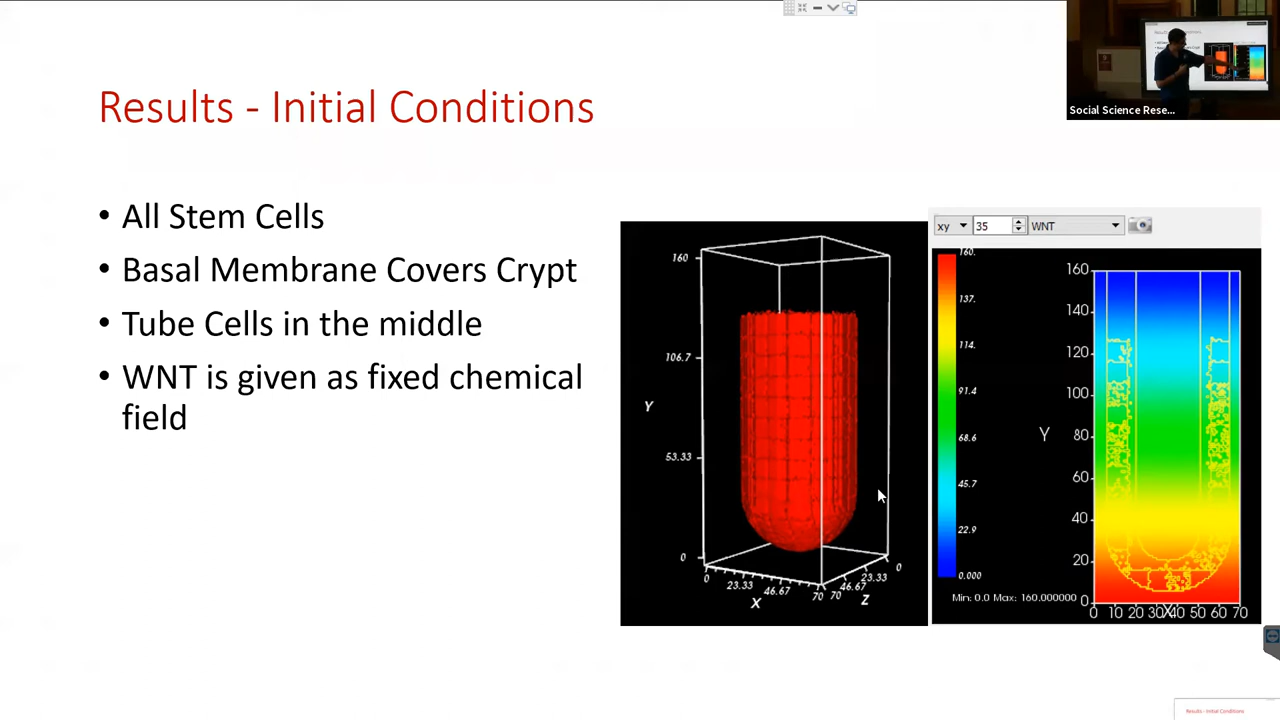 Results - Initial Conditions
• All Stem Cells
• Basal Membrane Covers Crypt
• Tube Cells in the middle
• WNT is given as fixed chemical
field
160
106.7
Y
53.33
0
0
23.33
46.67
70
X
70
46.67
23.33
0
Z
xy
35
WNT
160.
137.
114.
91.4
68.6
45.7
22.9
0.000
Min: 0.0 Max: 160.000000
160
140
120
100
Y
80
60
40
20
0
0 10 20 30 40 50 60 70
X
Social Science Rese...
Results - Initial Conditions